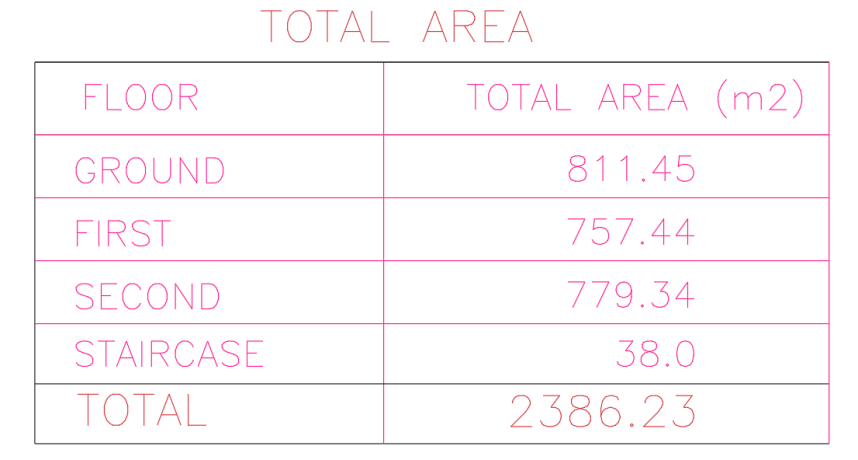 TOTAL AREA
FLOOR TOTAL AREA (m2)
GROUND 811.45
FIRST 757.44
SECOND 779.34
STAIRCASE 38.0
TOTAL 2386.23